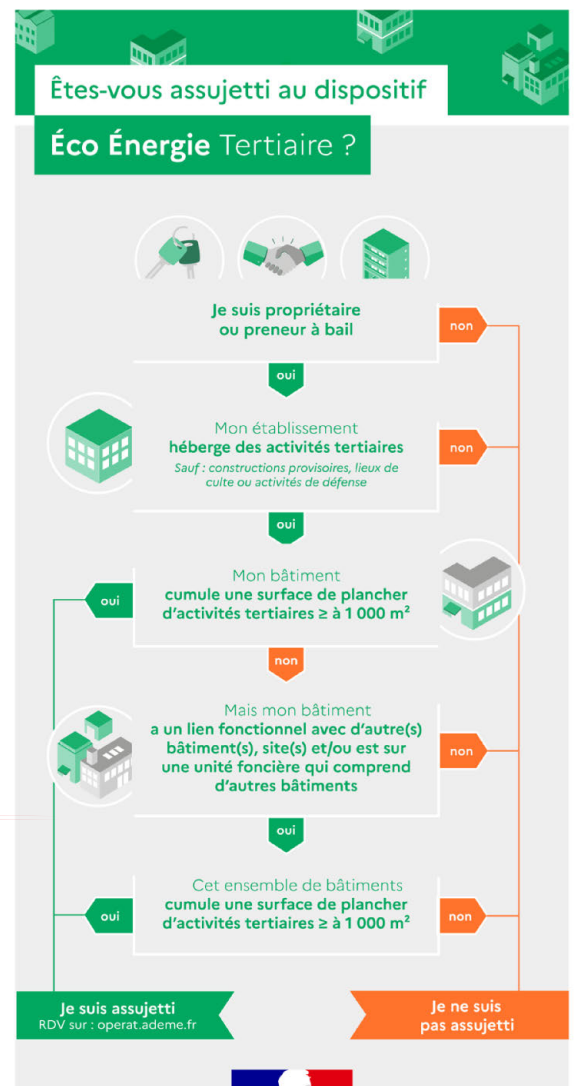 Êtes-vous assujetti au dispositif
Éco Énergie Tertiaire ?
Je suis propriétaire
ou preneur à bail
non
oui
Mon établissement
héberge des activités tertiaires
Sauf : constructions provisoires, lieux de
culte ou activités de défense
non
oui
Mon bâtiment
cumule une surface de plancher
d'activités tertiaires ≥ à 1 000 m²
oui
non
Mais mon bâtiment
a un lien fonctionnel avec d'autre(s)
bâtiment(s), site(s) et/ou est sur
une unité foncière qui comprend
d'autres bâtiments
non
oui
Cet ensemble de bâtiments
cumule une surface de plancher
d'activités tertiaires ≥ à 1 000 m²
oui
non
Je suis assujetti
RDV sur : operat.ademe.fr
Je ne suis
pas assujetti